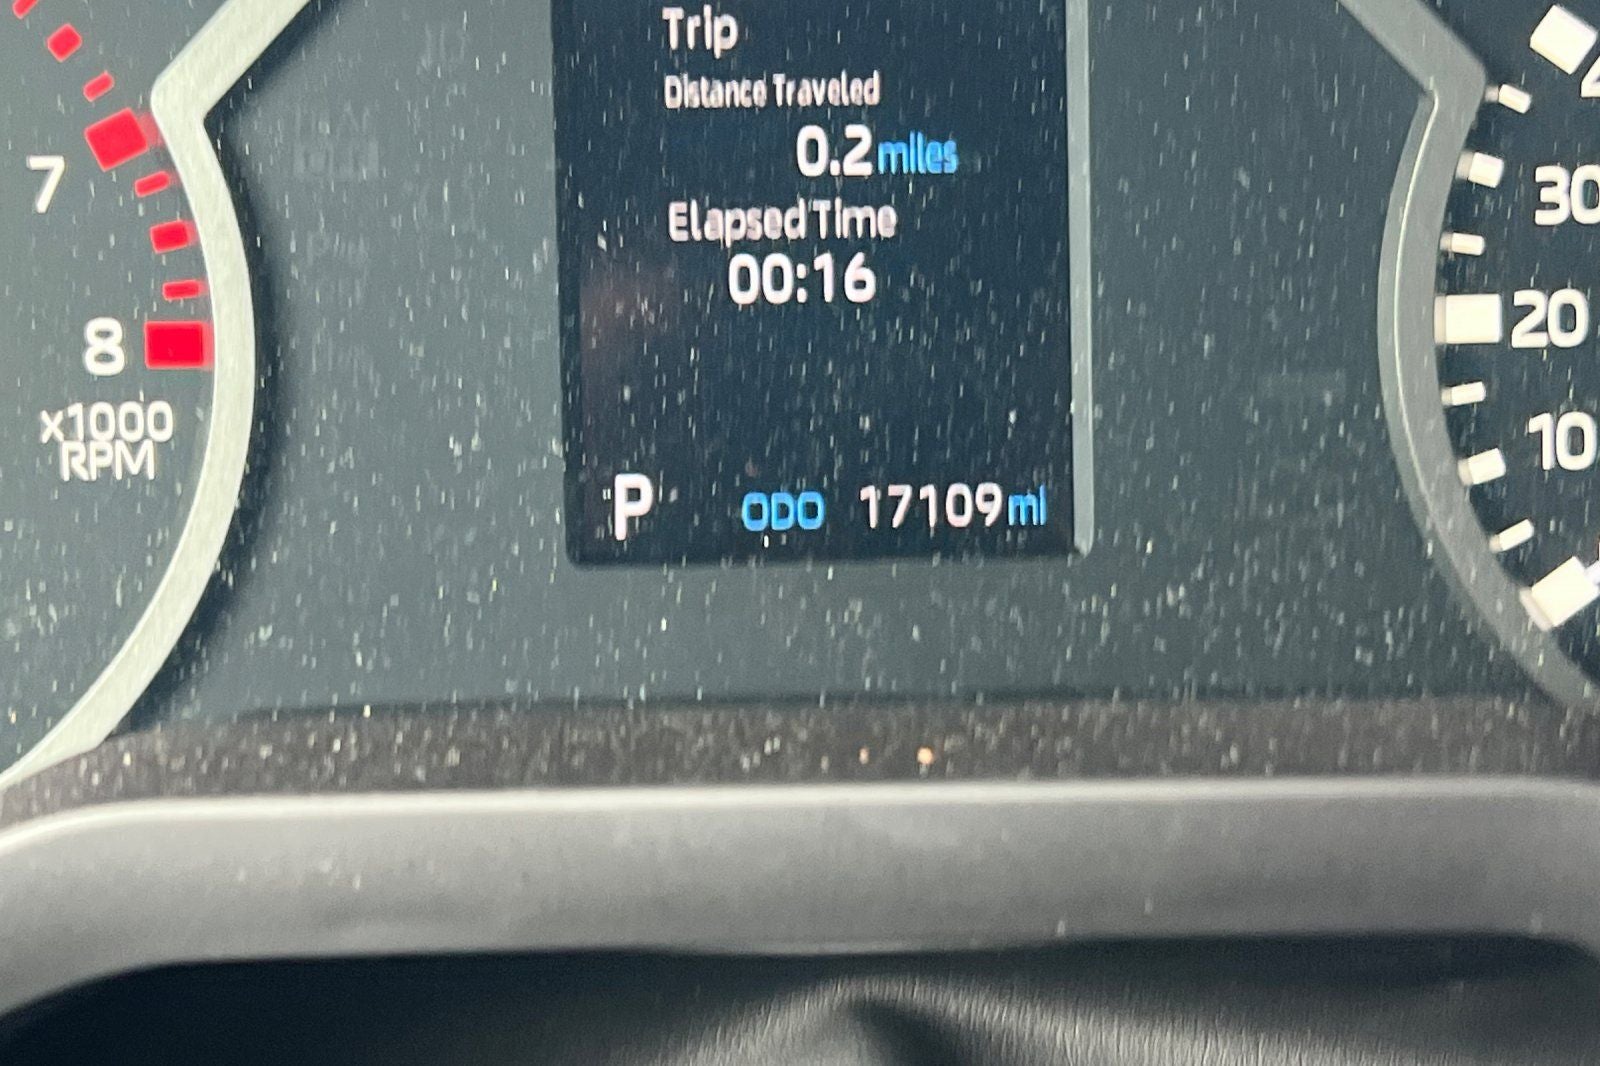 Trip
Distance Traveled
0.2 miles
Elapsed Time
00:16
P ODO 17109 mi
7
8
x1000
RPM
30
20
10